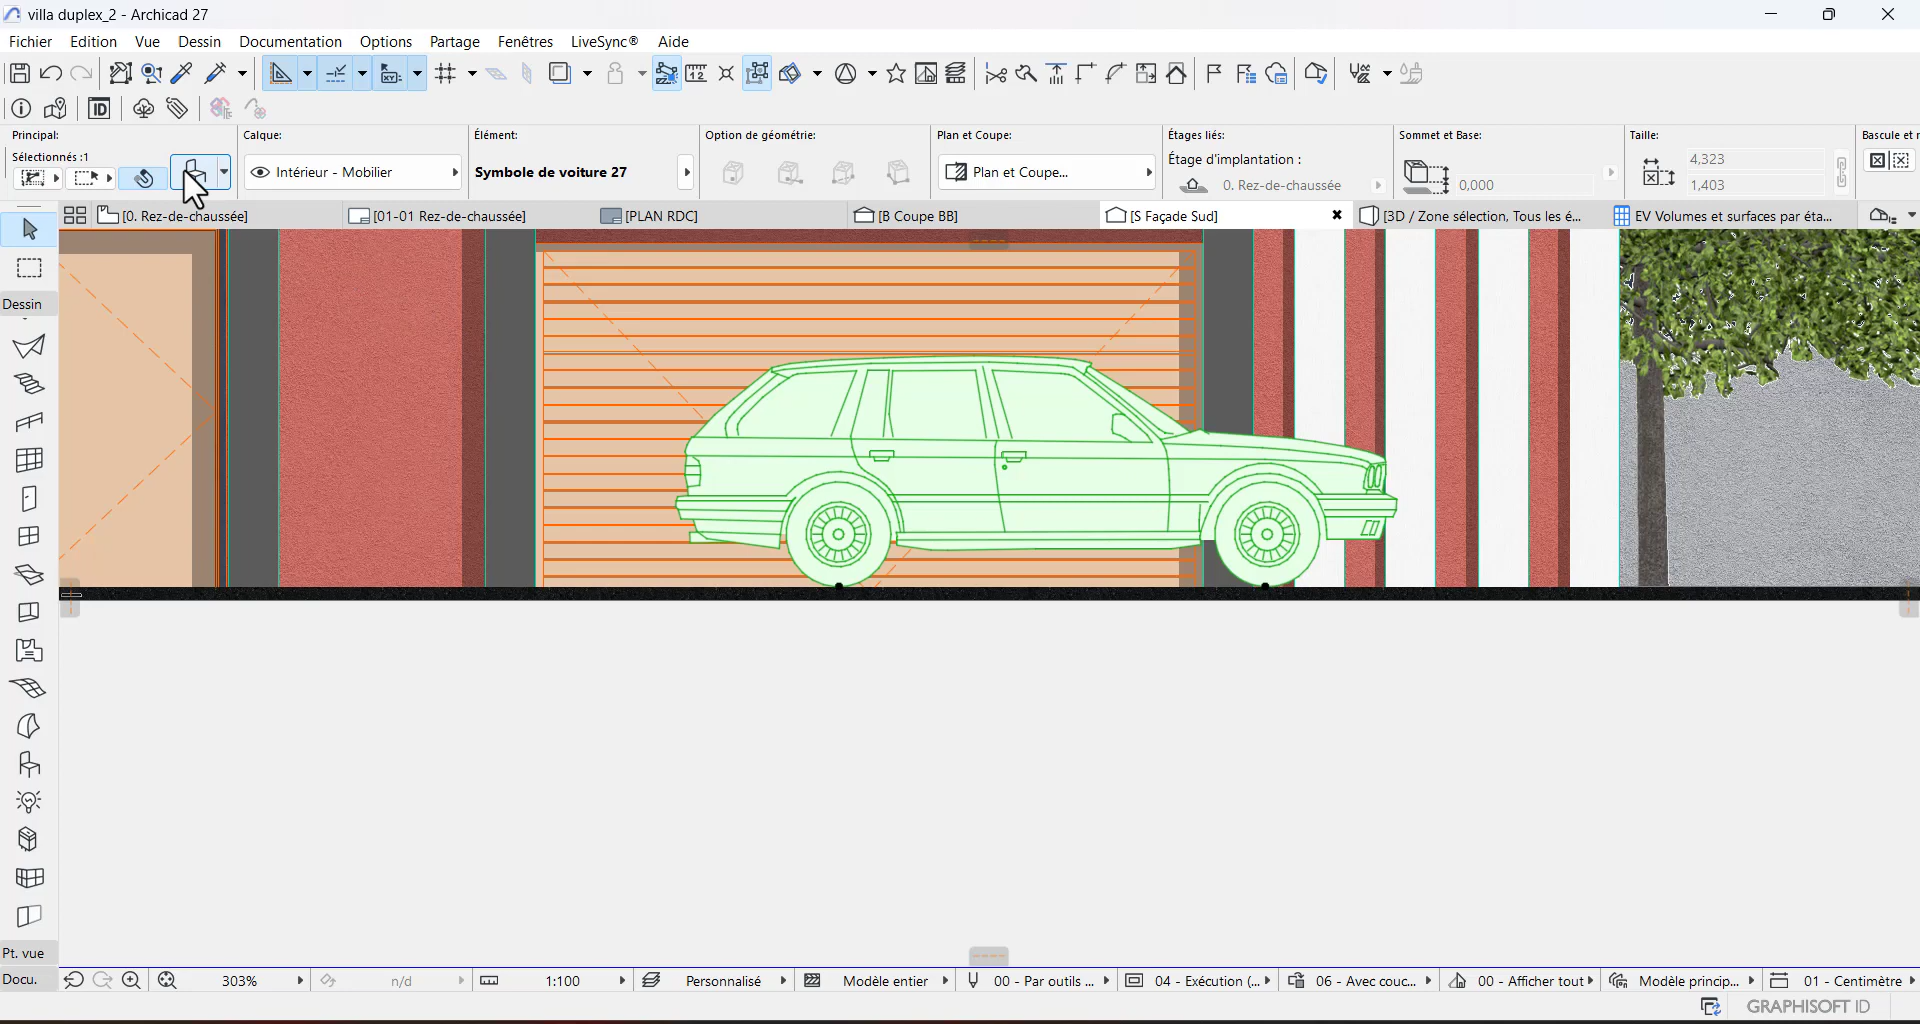 villa duplex_2 - Archicad 27
Fichier Edition Vue Dessin Documentation Options Partage Fenêtres LiveSync® Aide
Principal: Calque: Élément: Option de géométrie: Plan et Coupe: Étages liés: Sommet et Base: Taille: Bascule et r
Sélectionnés :1
Intérieur - Mobilier
Symbole de voiture 27
Plan et Coupe...
Étage d'implantation :
0. Rez-de-chaussée
0,000
4,323
1,403
[0. Rez-de-chaussée] [01-01 Rez-de-chaussée] [PLAN RDC] [B Coupe BB] [S Façade Sud] [3D / Zone sélection, Tous les é... EV Volumes et surfaces par éta...
Dessin
Pt. vue
Docu. 303% n/d 1:100 Personnalisé Modèle entier 00 - Par outils ... 04 - Exécution (... 06 - Avec couc... 00 - Afficher tout Modèle princip... 01 - Centimètre
GRAPHISOFT ID